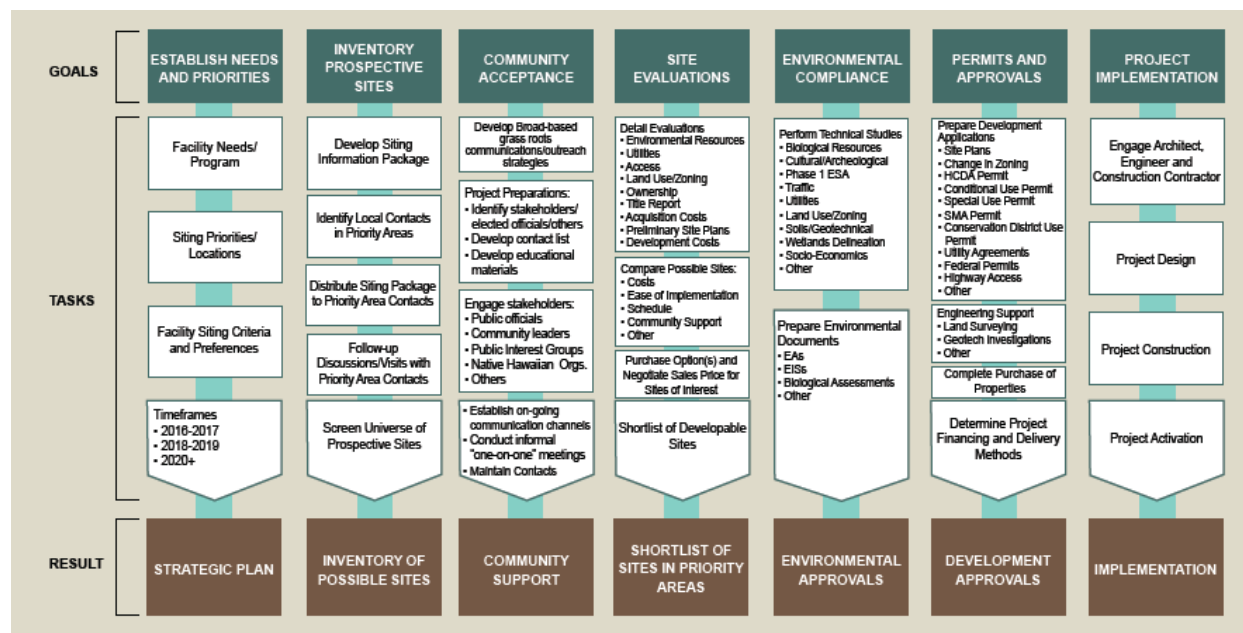 GOALS
ESTABLISH NEEDS
AND PRIORITIES
INVENTORY
PROSPECTIVE
SITES
COMMUNITY
ACCEPTANCE
SITE
EVALUATIONS
ENVIRONMENTAL
COMPLIANCE
PERMITS AND
APPROVALS
PROJECT
IMPLEMENTATION
TASKS
Facility Needs/
Program
Siting Priorities/
Locations
Facility Siting Criteria
and Preferences
Timeframes
• 2016-2017
• 2018-2019
• 2020+
Develop Siting
Information Package
Identify Local Contacts
in Priority Areas
Distribute Siting Package
to Priority Area Contacts
Follow-up
Discussions/Visits with
Priority Area Contacts
Screen Universe of
Prospective Sites
Develop Broad-based
grass roots
communications/outreach
strategies
Project Preparations:
• Identify stakeholders/
elected officials/others
• Develop contact list
• Develop educational
materials
Engage stakeholders:
• Public officials
• Community leaders
• Public Interest Groups
• Native Hawaiian Orgs.
• Others
• Establish on-going
communication channels
• Conduct informal
"one-on-one" meetings
• Maintain Contacts
Detail Evaluations
• Environmental Resources
• Utilities
• Access
• Land Use/Zoning
• Ownership
• Title Report
• Acquisition Costs
• Preliminary Site Plans
• Development Costs
Compare Possible Sites:
• Costs
• Ease of Implementation
• Schedule
• Community Support
• Other
Purchase Option(s) and
Negotiate Sales Price for
Sites of Interest
Shortlist of Developable
Sites
Perform Technical Studies
• Biological Resources
• Cultural/Archeological
• Phase 1 ESA
• Traffic
• Utilities
• Land Use/Zoning
• Soils/Geotechnical
• Wetlands Delineation
• Socio-Economics
• Other
Prepare Environmental
Documents
• EAs
• EISs
• Biological Assessments
• Other
Prepare Development
Applications
• Site Plans
• Change in Zoning
• HCDA Permit
• Conditional Use Permit
• Special Use Permit
• SMA Permit
• Conservation District Use
Permit
• Utility Agreements
• Federal Permits
• Highway Access
• Other
Engineering Support
• Land Surveying
• Geotech Investigations
• Other
Complete Purchase of
Properties
Determine Project
Financing and Delivery
Methods
Engage Architect,
Engineer and
Construction Contractor
Project Design
Project Construction
Project Activation
RESULT
STRATEGIC PLAN
INVENTORY OF
POSSIBLE SITES
COMMUNITY
SUPPORT
SHORTLIST OF
SITES IN PRIORITY
AREAS
ENVIRONMENTAL
APPROVALS
DEVELOPMENT
APPROVALS
IMPLEMENTATION